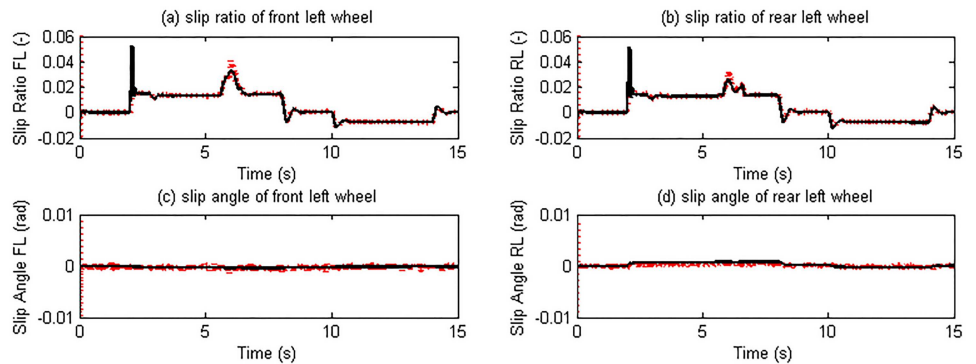 (a) slip ratio of front left wheel
Slip Ratio FL (-)
0.06
0.04
0.02
0
-0.02
0
5
10
15
Time (s)
(b) slip ratio of rear left wheel
Slip Ratio RL (-)
0.06
0.04
0.02
0
-0.02
0
5
10
15
Time (s)
(c) slip angle of front left wheel
Slip Angle FL (rad)
0.01
0
-0.01
0
5
10
15
Time (s)
(d) slip angle of rear left wheel
Slip Angle RL (rad)
0.01
0
-0.01
0
5
10
15
Time (s)